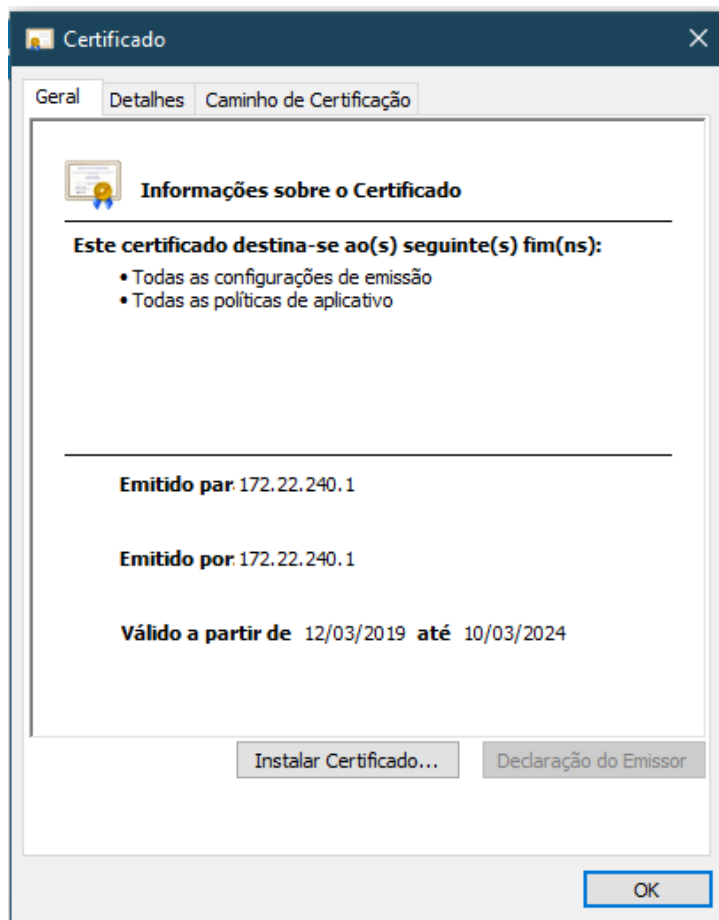 Certificado
Geral Detalhes Caminho de Certificação
Informações sobre o Certificado
Este certificado destina-se ao(s) seguinte(s) fim(ns):
• Todas as configurações de emissão
• Todas as políticas de aplicativo
Emitido par 172.22.240.1
Emitido por: 172.22.240.1
Válido a partir de 12/03/2019 até 10/03/2024
Instalar Certificado... Declaração do Emissor
OK